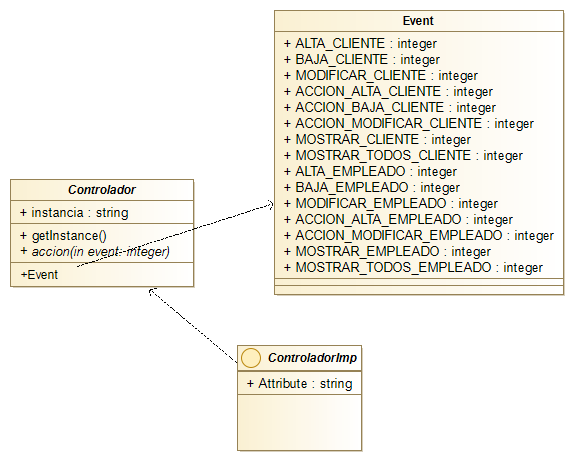 Event
+ ALTA_CLIENTE : integer
+ BAJA_CLIENTE : integer
+ MODIFICAR_CLIENTE : integer
+ ACCION_ALTA_CLIENTE : integer
+ ACCION_BAJA_CLIENTE : integer
+ ACCION_MODIFICAR_CLIENTE : integer
+ MOSTRAR_CLIENTE : integer
+ MOSTRAR_TODOS_CLIENTE : integer
+ ALTA_EMPLEADO : integer
+ BAJA_EMPLEADO : integer
+ MODIFICAR_EMPLEADO : integer
+ ACCION_ALTA_EMPLEADO : integer
+ ACCION_MODIFICAR_EMPLEADO : integer
+ MOSTRAR_EMPLEADO : integer
+ MOSTRAR_TODOS_EMPLEADO : integer
Controlador
+ instancia : string
+ getInstance()
+ accion(in event: integer)
+Event
ControladorImp
+ Attribute : string